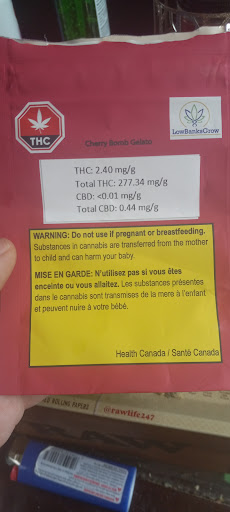 THC
LowBanksGrow
Cherry Bomb Gelato
THC: 2.40 mg/g
Total THC: 277.34 mg/g
CBD: <0.01 mg/g
Total CBD: 0.44 mg/g
WARNING: Do not use if pregnant or breastfeeding.
Substances in cannabis are transferred from the mother
to child and can harm your baby.
MISE EN GARDE: N'utilisez pas si vous êtes
enceinte ou vous allaitez. Les substances présentes
dans le cannabis sont transmises de la mère à l'enfant
et peuvent nuire à votre bébé.
Health Canada / Santé Canada
ROLLING PAPERS
@rawlife247